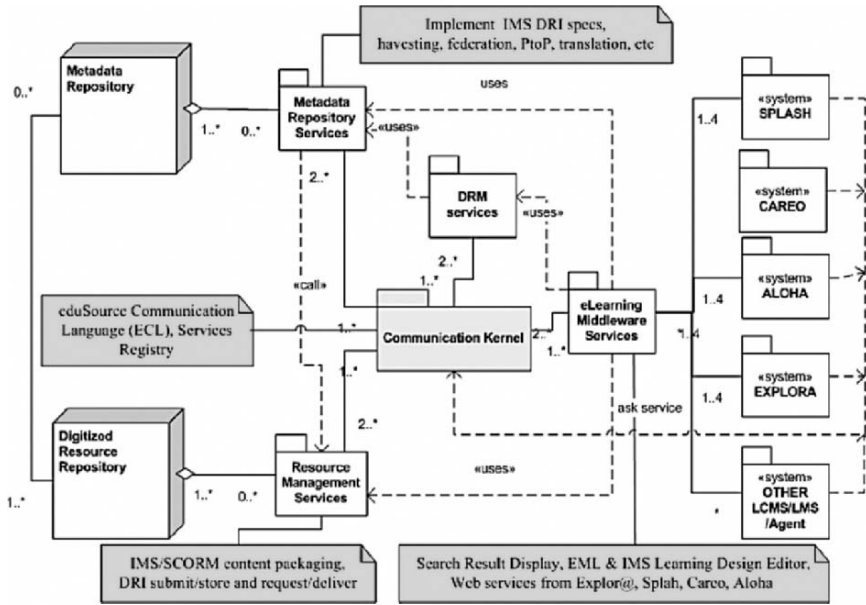 Implement IMS DRI specs,
havesting, federation, PtoP, translation, etc
Metadata
Repository
0..*
1..*
0..*
Metadata
Repository
Services
uses
«uses»
2..*
DRM
services
«uses»
2..*
1..*
«call»
«system»
SPLASH
1..4
«system»
CAREO
«system»
ALOHA
1..4
eduSource Communication
Language (ECL), Services
Registry
1..*
Communication Kernel
2..*
1..*
eLearning
Middleware
Services
*1..4
1..*
«system»
EXPLORA
1..4
ask service
2..*
Digitized
Resource
Repository
1..*
1..*
0..*
Resource
Management
Services
«uses»
«system»
OTHER
LCMS/LMS
/Agent
*
IMS/SCORM content packaging,
DRI submit/store and request/deliver
Search Result Display, EML & IMS Learning Design Editor,
Web services from Explor@, Splah, Careo, Aloha